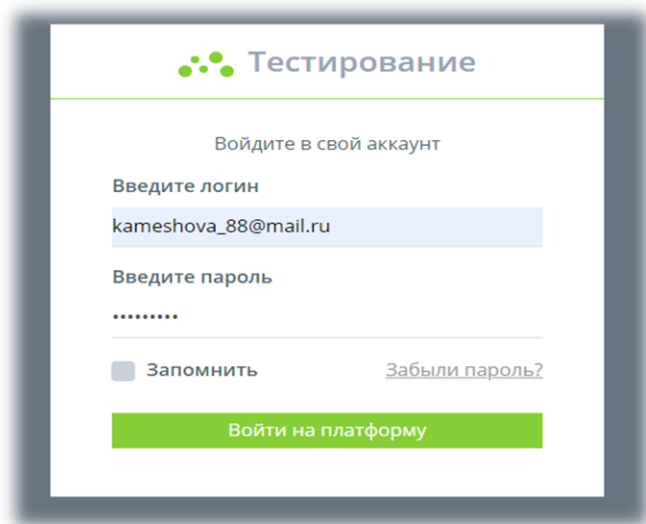 Тестирование
Войдите в свой аккаунт
Введите логин
kameshova_88@mail.ru
Введите пароль
•••••••••
Запомнить Забыли пароль?
Войти на платформу